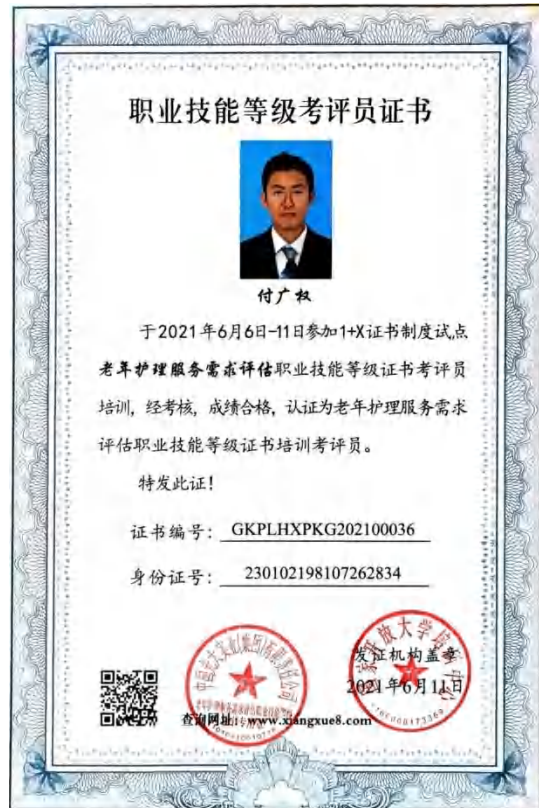 职业技能等级考评员证书
付广权
于2021年6月6日-11日参加1+X证书制度试点
老年护理服务需求评估职业技能等级证书考评员
培训，经考核，成绩合格，认证为老年护理服务需求
评估职业技能等级证书培训考评员。
特发此证！
证书编号：GKPLHXPKG202100036
身份证号：230102198107262834
发证机构盖章
2021年6月11日
查询网址：www.xiangxue8.com